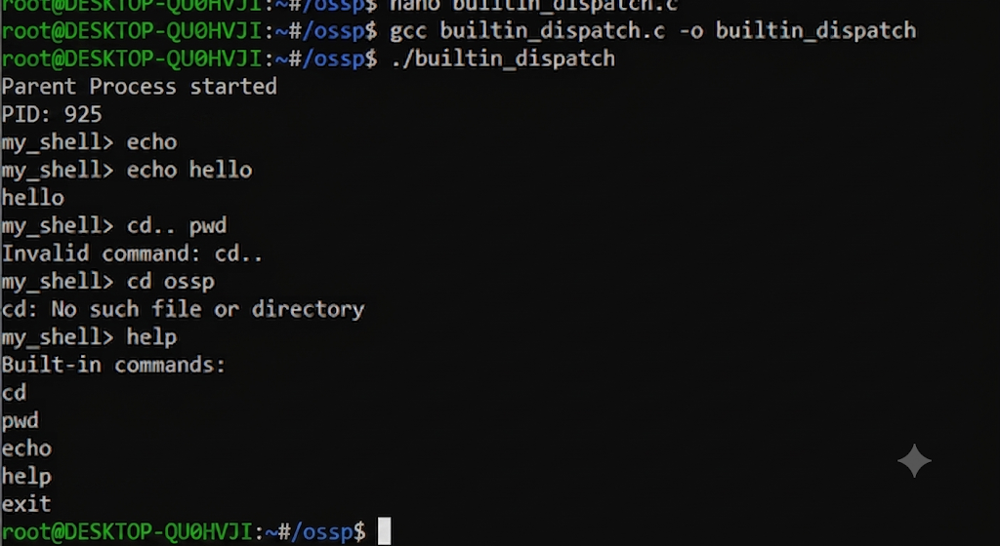 root@DESKTOP-QU0HVJI:~#/ossp$ nano builtin_dispatch.c
root@DESKTOP-QU0HVJI:~#/ossp$ gcc builtin_dispatch.c -o builtin_dispatch
root@DESKTOP-QU0HVJI:~#/ossp$ ./builtin_dispatch
Parent Process started
PID: 925
my_shell> echo
my_shell> echo hello
hello
my_shell> cd.. pwd
Invalid command: cd..
my_shell> cd ossp
cd: No such file or directory
my_shell> help
Built-in commands:
cd
pwd
echo
help
exit
root@DESKTOP-QU0HVJI:~#/ossp$